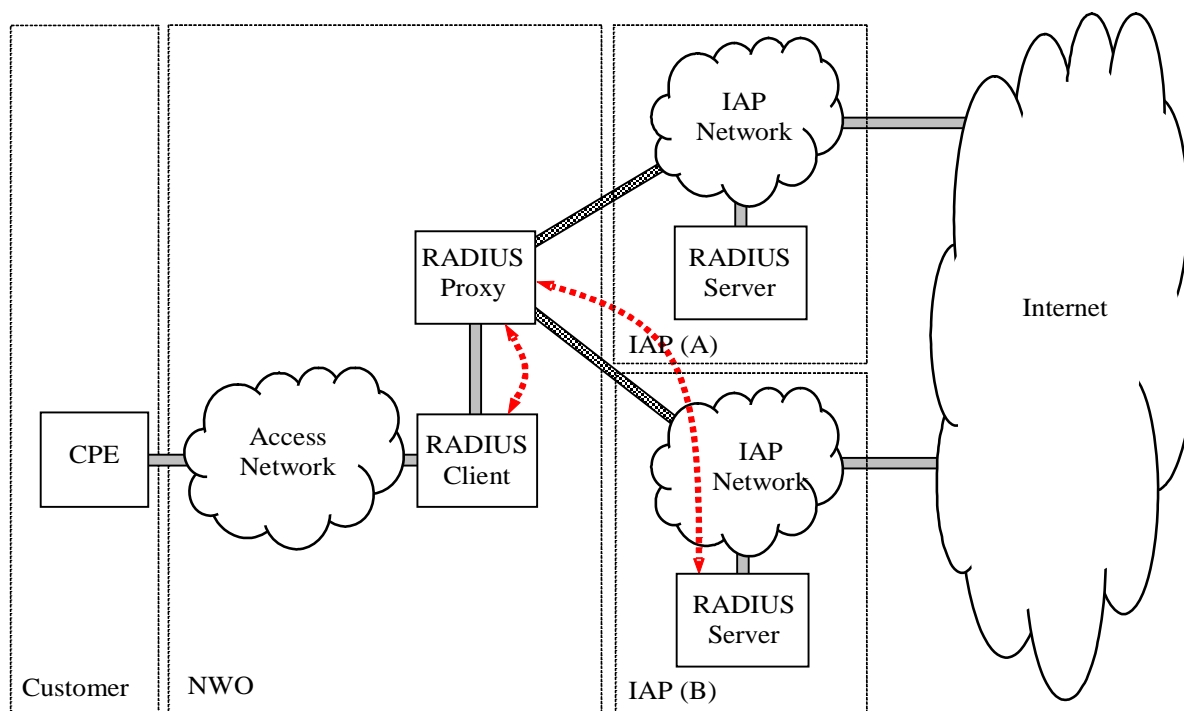 IAP
Network
RADIUS
Server
IAP (A)
RADIUS
Proxy
Internet
CPE
Access
Network
RADIUS
Client
IAP
Network
RADIUS
Server
Customer
NWO
IAP (B)